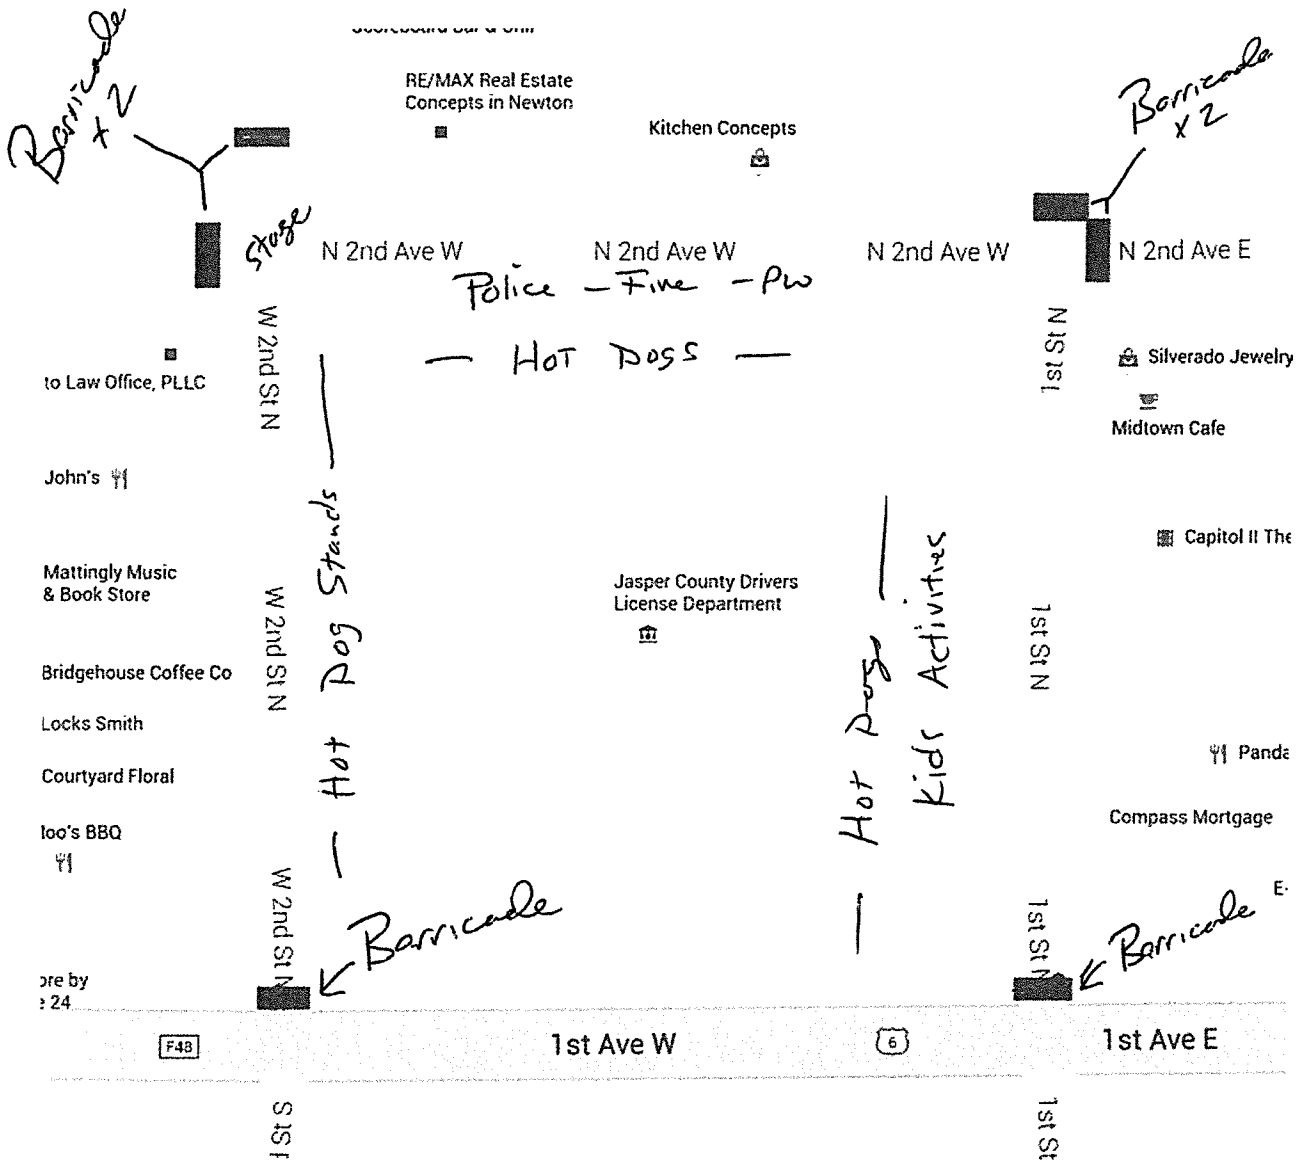 Barricade
x 2
RE/MAX Real Estate
Concepts in Newton
Kitchen Concepts
Barricade
x 2
Stage
N 2nd Ave W
N 2nd Ave W
N 2nd Ave W
N 2nd Ave E
Police - Fire - PW
- HOT DOGS -
W 2nd St N
1st St N
to Law Office, PLLC
Silverado Jewelry
Midtown Cafe
John's
Hot Dog Stands
Capitol II The
Mattingly Music
& Book Store
W 2nd St N
Jasper County Drivers
License Department
Hot Dogs
Kids Activities
1st St N
Bridgehouse Coffee Co
Locks Smith
Courtyard Floral
Panda
Compass Mortgage
too's BBQ
W 2nd St N
Barricade
1st St N
Barricade
E-
ore by
e 24
F48
1st Ave W
6
1st Ave E
1st St